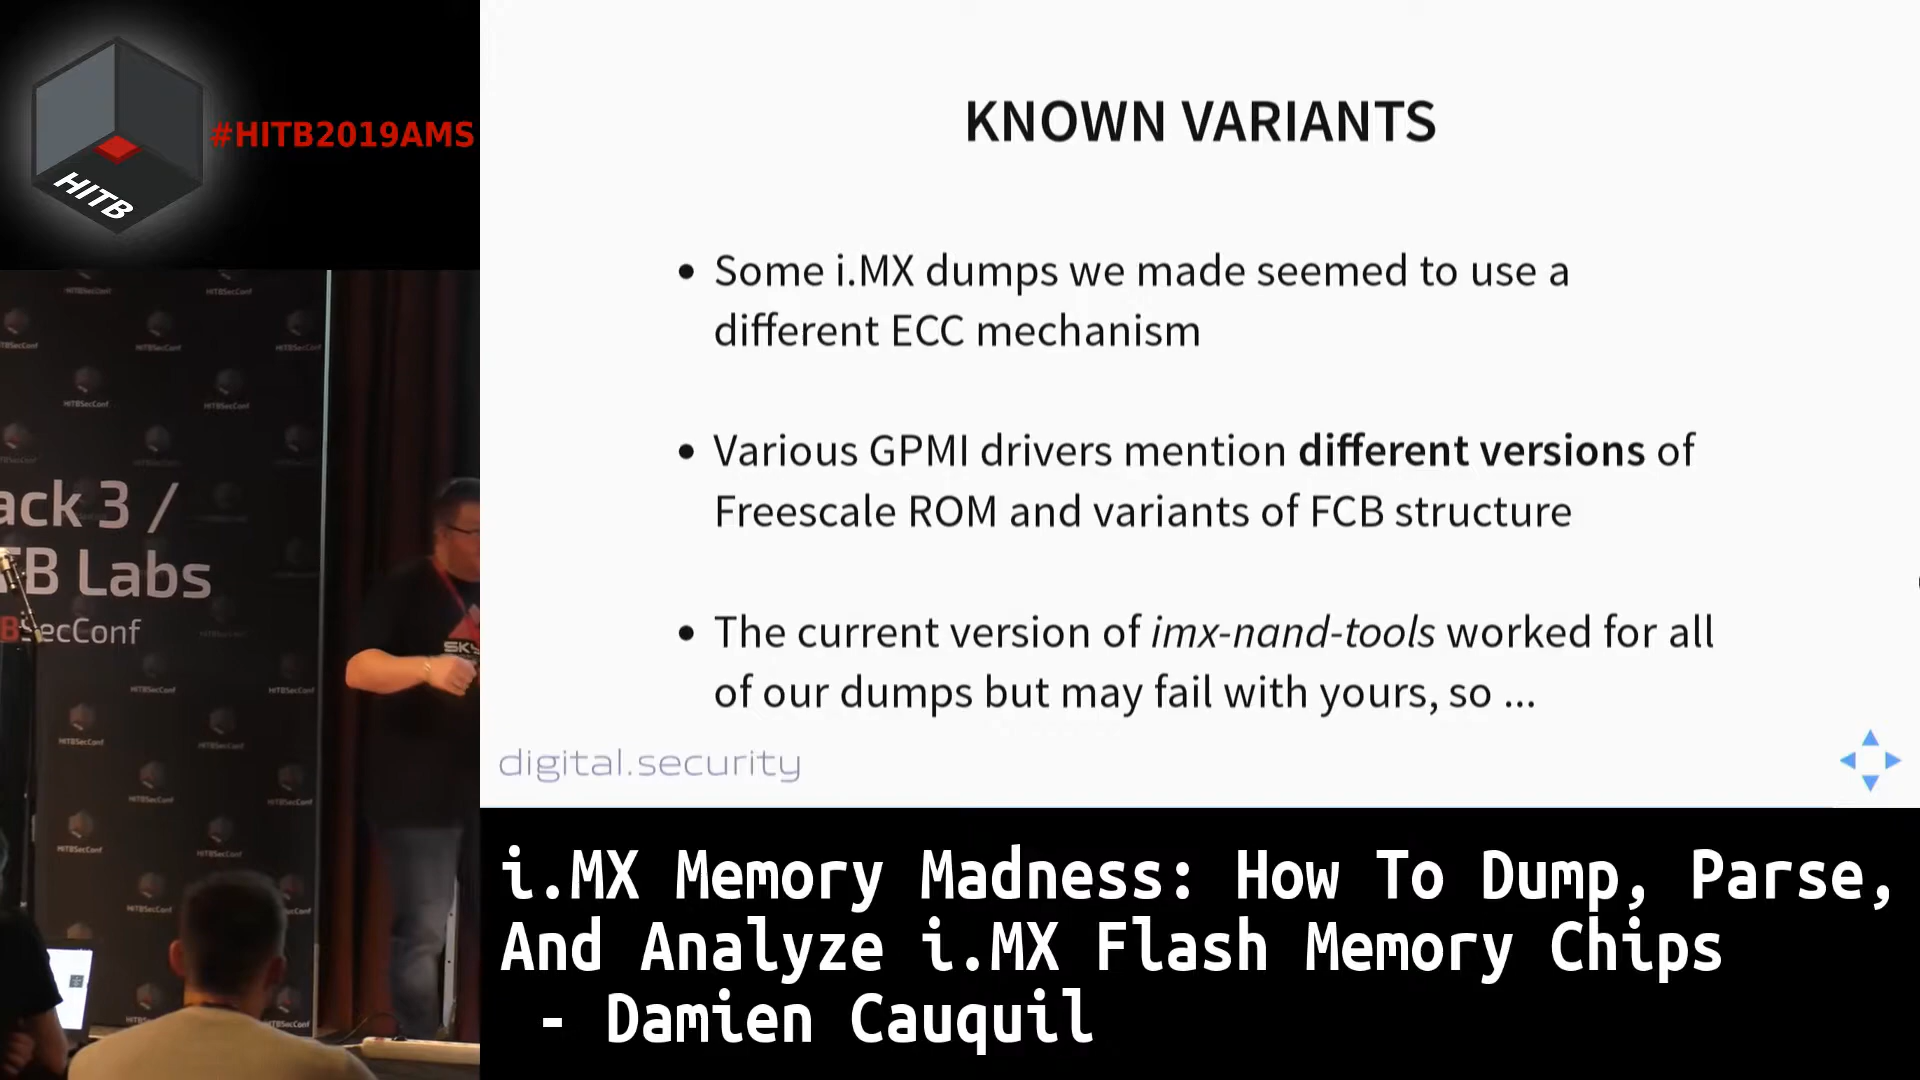 HITB
#HITB2019AMS
KNOWN VARIANTS
Some i.MX dumps we made seemed to use a
different ECC mechanism
Various GPMI drivers mention different versions of
Freescale ROM and variants of FCB structure
The current version of imx-nand-tools worked for all
of our dumps but may fail with yours, so ...
digital.security
ack 3 /
B Labs
SecConf
HITBSecConf
i.MX Memory Madness: How To Dump, Parse,
And Analyze i.MX Flash Memory Chips
- Damien Cauquil